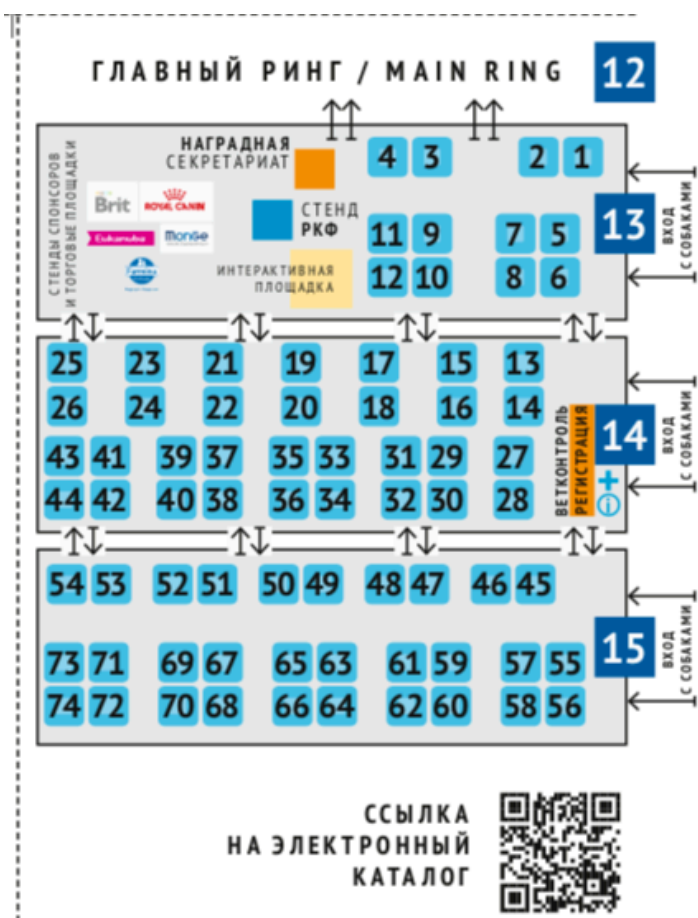 ГЛАВНЫЙ РИНГ / MAIN RING 12
НАГРАДНАЯ
СЕКРЕТАРИАТ
4 3 2 1
СТЕНДЫ СПОНСОРОВ
И ТОРГОВЫЕ ПЛОЩАДКИ
Brit ROYAL CANIN
Eukanuba Monge
СТЕНД
РКФ
ИНТЕРАКТИВНАЯ
ПЛОЩАДКА
11 9 7 5
12 10 8 6
13
ВХОД
С СОБАКАМИ
25 23 21 19 17 15 13
26 24 22 20 18 16 14
43 41 39 37 35 33 31 29 27
44 42 40 38 36 34 32 30 28
ВЕТКОНТРОЛЬ
РЕГИСТРАЦИЯ
14
ВХОД
С СОБАКАМИ
54 53 52 51 50 49 48 47 46 45
73 71 69 67 65 63 61 59 57 55
74 72 70 68 66 64 62 60 58 56
15
ВХОД
С СОБАКАМИ
ССЫЛКА
НА ЭЛЕКТРОННЫЙ
КАТАЛОГ